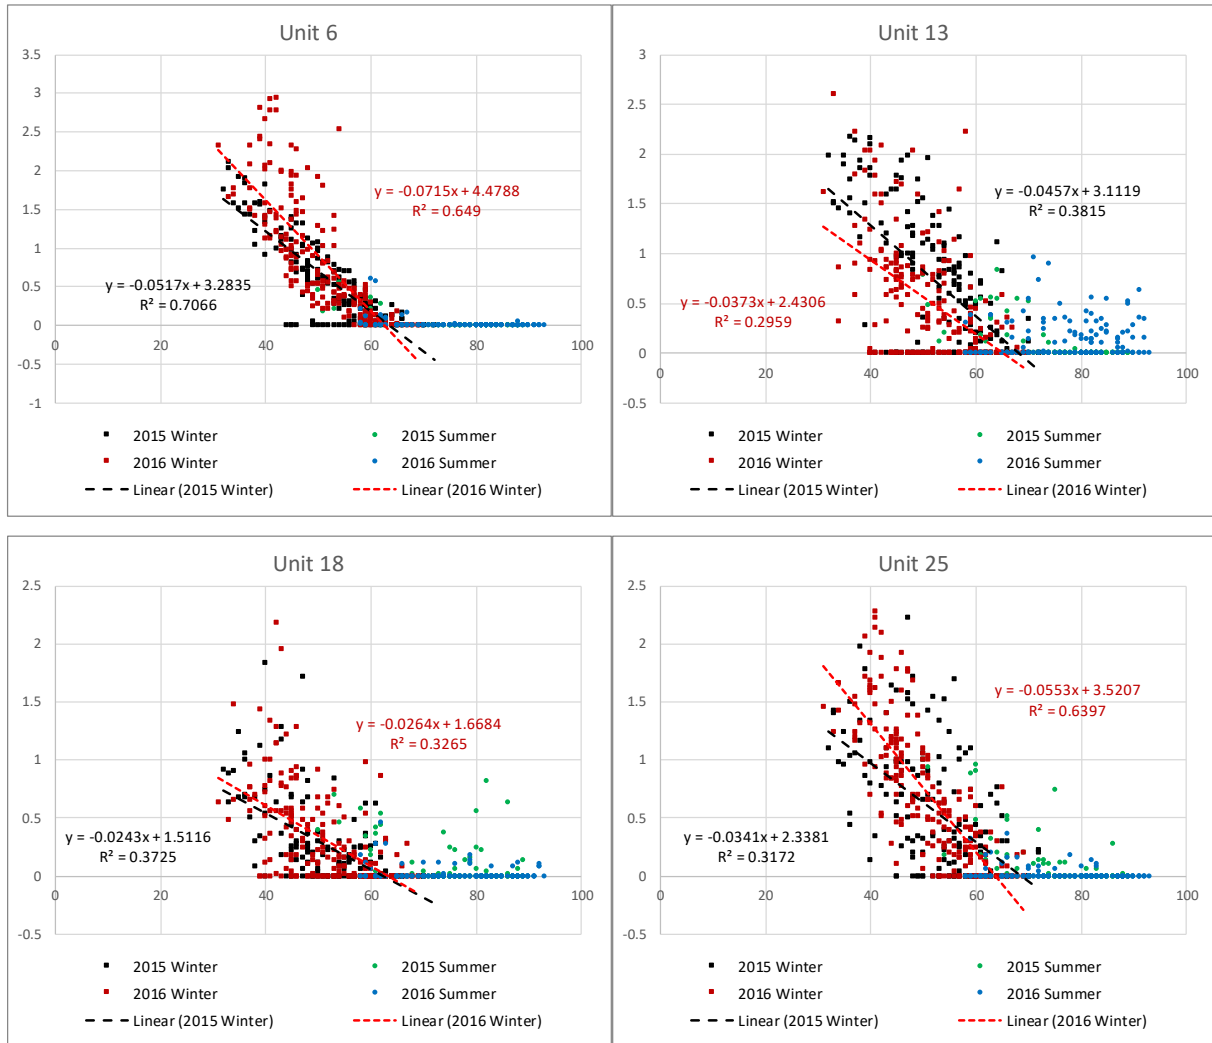 Unit 6
3.5
3
2.5
2
1.5
1
0.5
0
-0.5
-1
0
20
40
60
80
100
y = -0.0715x + 4.4788
R² = 0.649
y = -0.0517x + 3.2835
R² = 0.7066
2015 Winter
2015 Summer
2016 Winter
2016 Summer
Linear (2015 Winter)
Linear (2016 Winter)
Unit 13
3
2.5
2
1.5
1
0.5
0
-0.5
0
20
40
60
80
100
y = -0.0457x + 3.1119
R² = 0.3815
y = -0.0373x + 2.4306
R² = 0.2959
2015 Winter
2015 Summer
2016 Winter
2016 Summer
Linear (2015 Winter)
Linear (2016 Winter)
Unit 18
2.5
2
1.5
1
0.5
0
-0.5
0
20
40
60
80
100
y = -0.0264x + 1.6684
R² = 0.3265
y = -0.0243x + 1.5116
R² = 0.3725
2015 Winter
2015 Summer
2016 Winter
2016 Summer
Linear (2015 Winter)
Linear (2016 Winter)
Unit 25
2.5
2
1.5
1
0.5
0
-0.5
0
20
40
60
80
100
y = -0.0553x + 3.5207
R² = 0.6397
y = -0.0341x + 2.3381
R² = 0.3172
2015 Winter
2015 Summer
2016 Winter
2016 Summer
Linear (2015 Winter)
Linear (2016 Winter)